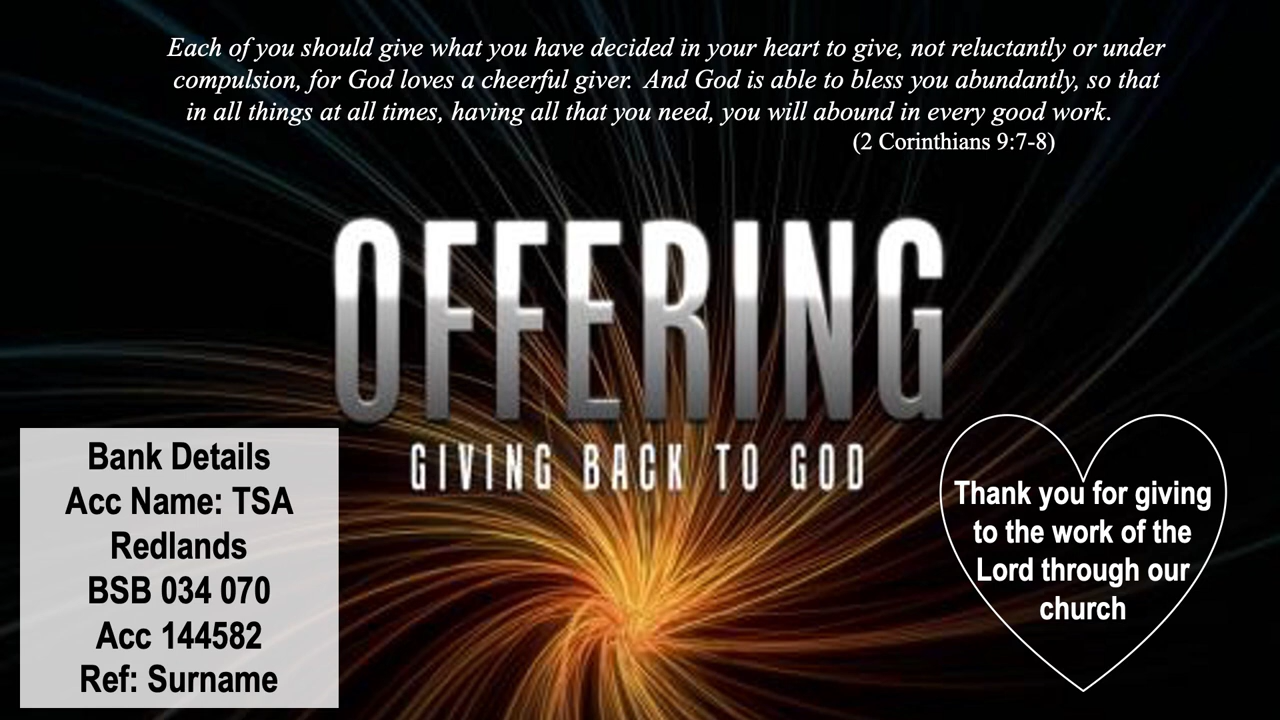 Each of you should give what you have decided in your heart to give, not reluctantly or under
compulsion, for God loves a cheerful giver. And God is able to bless you abundantly, so that
in all things at all times, having all that you need, you will abound in every good work.
(2 Corinthians 9:7-8)
OFFERING
GIVING BACK TO GOD
Bank Details
Acc Name: TSA
Redlands
BSB 034 070
Acc 144582
Ref: Surname
Thank you for giving
to the work of the
Lord through our
church